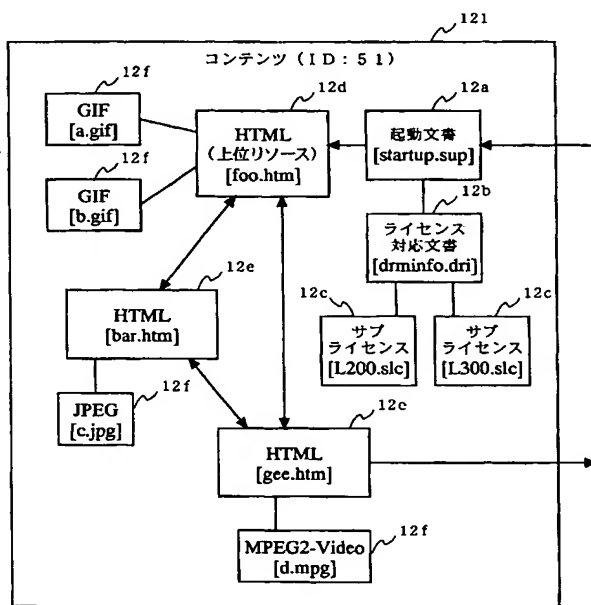 121
コンテンツ(ID:51)
12f
GIF
[a.gif]
12f
GIF
[b.gif]
12d
HTML
(上位リソース)
[foo.htm]
12a
起動文書
[startup.sup]
12b
ライセンス
対応文書
[drminfo.dri]
12c
サブ
ライセンス
[L200.slc]
12c
サブ
ライセンス
[L300.slc]
12e
HTML
[bar.htm]
12f
JPEG
[c.jpg]
12e
HTML
[gee.htm]
12f
MPEG2-Video
[d.mpg]